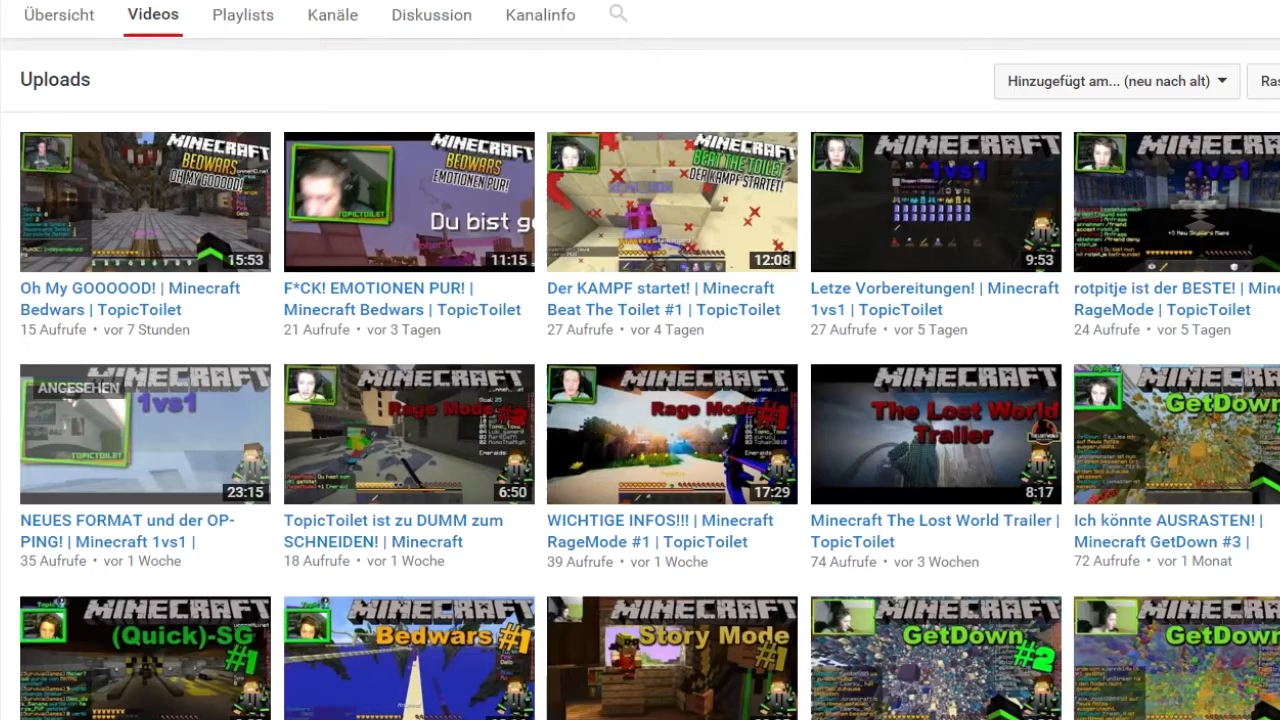 Übersicht Videos Playlists Kanäle Diskussion Kanalinfo
Uploads
Hinzugefügt am... (neu nach alt)
MINECRAFT
BEDWARS
OH MY GOOOOD!
15:53
MINECRAFT
BEDWARS
EMOTIONEN PUR!
TOPICTOILET
Du bist ge
11:15
MINECRAFT
BEAT THE TOILET
DER KAMPF STARTET!
12:08
MINECRAFT
1vs1
9:53
MINECRAFT
1vs1
+5 New SkyWars Maps
Oh My GOOOOOD! | Minecraft
Bedwars | TopicToilet
15 Aufrufe • vor 7 Stunden
F*CK! EMOTIONEN PUR! |
Minecraft Bedwars | TopicToilet
21 Aufrufe • vor 3 Tagen
Der KAMPF startet! | Minecraft
Beat The Toilet #1 | TopicToilet
27 Aufrufe • vor 4 Tagen
Letze Vorbereitungen! | Minecraft
1vs1 | TopicToilet
27 Aufrufe • vor 5 Tagen
rotpitje ist der BESTE! | Mine
RageMode | TopicToilet
24 Aufrufe • vor 5 Tagen
ANGESEHEN
MINECRAFT
1vs1
TOPICTOILET
23:15
MINECRAFT
Rage Mode #2
6:50
MINECRAFT
Rage Mode #1
17:29
MINECRAFT
The Lost World
Trailer
8:17
MINECRAFT
GetDown
NEUES FORMAT und der OP-
PING! | Minecraft 1vs1 |
35 Aufrufe • vor 1 Woche
TopicToilet ist zu DUMM zum
SCHNEIDEN! | Minecraft
18 Aufrufe • vor 1 Woche
WICHTIGE INFOS!!! | Minecraft
RageMode #1 | TopicToilet
39 Aufrufe • vor 1 Woche
Minecraft The Lost World Trailer |
TopicToilet
74 Aufrufe • vor 3 Wochen
Ich könnte AUSRASTEN! |
Minecraft GetDown #3 |
72 Aufrufe • vor 1 Monat
MINECRAFT
(Quick)-SG
#1
MINECRAFT
Bedwars #1
MINECRAFT
Story Mode
#1
MINECRAFT
GetDown
#2
MINECRAFT
GetDown